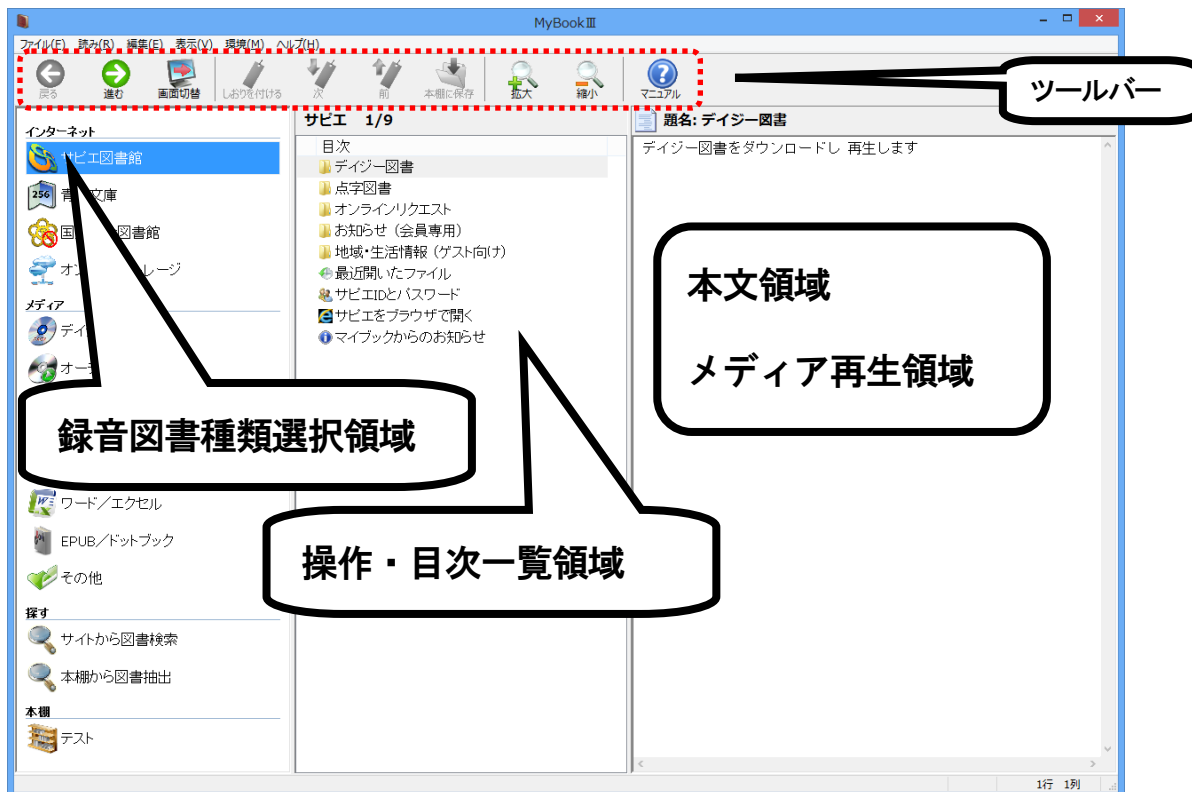 MyBookⅢ
ファイル(F) 読み(R) 編集(E) 表示(V) 環境(M) ヘルプ(H)
戻る 進む 画面切替 しおりを付ける 次 前 本棚に保存 拡大 縮小 マニュアル
ツールバー
インターネット
サピエ図書館
256 青 文庫
国 図書館
オン レージ
メディア
デイ
オーデ
録音図書種類選択領域
ワード／エクセル
EPUB／ドットブック
その他
探す
サイトから図書検索
本棚から図書抽出
本棚
テスト
サピエ 1/9
目次
デイジー図書
点字図書
オンラインリクエスト
お知らせ（会員専用）
地域・生活情報（ゲスト向け）
最近開いたファイル
サピエIDとパスワード
サピエをブラウザで開く
マイブックからのお知らせ
操作・目次一覧領域
題名: デイジー図書
デイジー図書をダウンロードし 再生します
本文領域
メディア再生領域
1行 1列